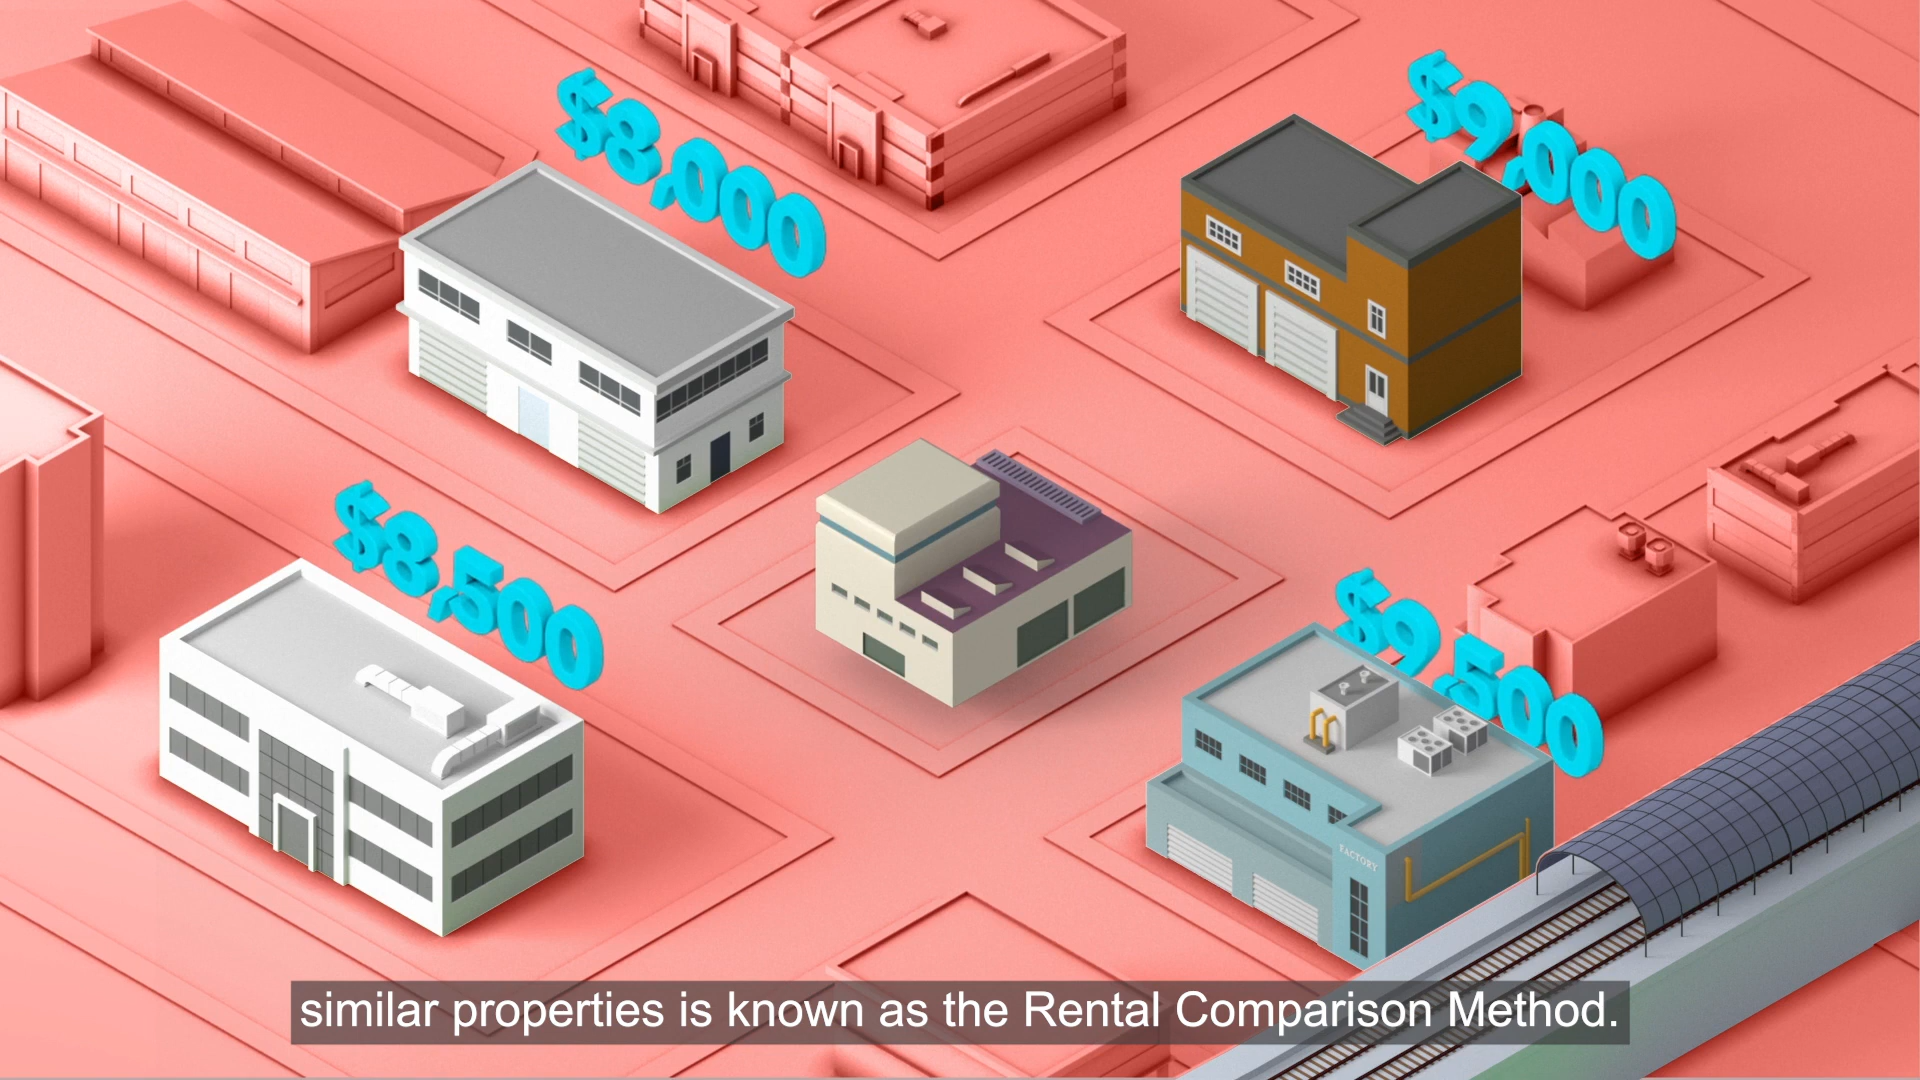 $8,000
$9,000
$8,500
$9,500
FACTORY
similar properties is known as the Rental Comparison Method.